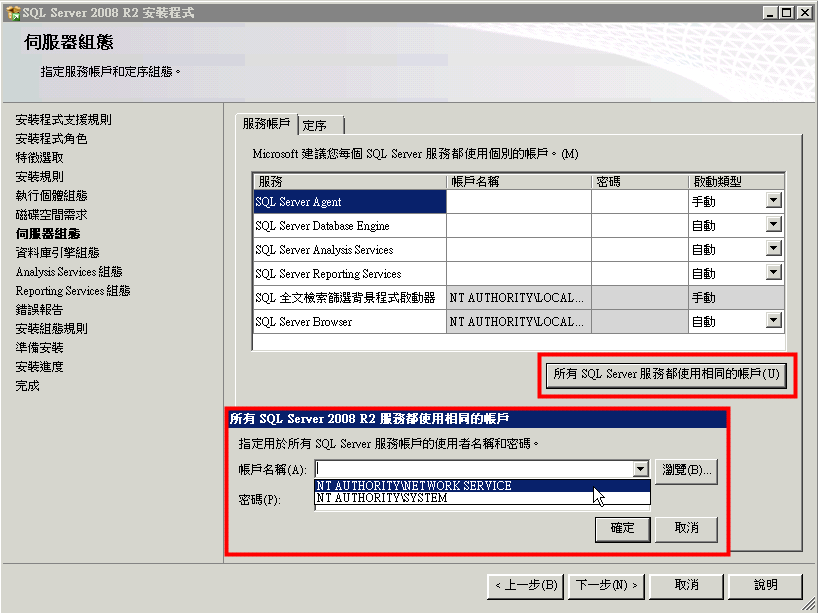 SQL Server 2008 R2 安裝程式
伺服器組態
指定服務帳戶和定序組態。
安裝程式支援規則
安裝程式角色
特徵選取
安裝規則
執行個體組態
磁碟空間需求
伺服器組態
資料庫引擎組態
Analysis Services 組態
Reporting Services 組態
錯誤報告
安裝組態規則
準備安裝
安裝進度
完成
服務帳戶 定序
Microsoft 建議您每個 SQL Server 服務都使用個別的帳戶。(M)
服務 帳戶名稱 密碼 啟動類型
SQL Server Agent 手動
SQL Server Database Engine 自動
SQL Server Analysis Services 自動
SQL Server Reporting Services 自動
SQL 全文檢索篩選背景程式啟動器 NT AUTHORITY\LOCAL... 手動
SQL Server Browser NT AUTHORITY\LOCAL... 自動
所有 SQL Server 服務都使用相同的帳戶(U)
所有 SQL Server 2008 R2 服務都使用相同的帳戶
指定用於所有 SQL Server 服務帳戶的使用者名稱和密碼。
帳戶名稱(A): 瀏覽(B)...
NT AUTHORITY\NETWORK SERVICE
密碼(P): NT AUTHORITY\SYSTEM
確定 取消
< 上一步(B) 下一步(N) > 取消 說明